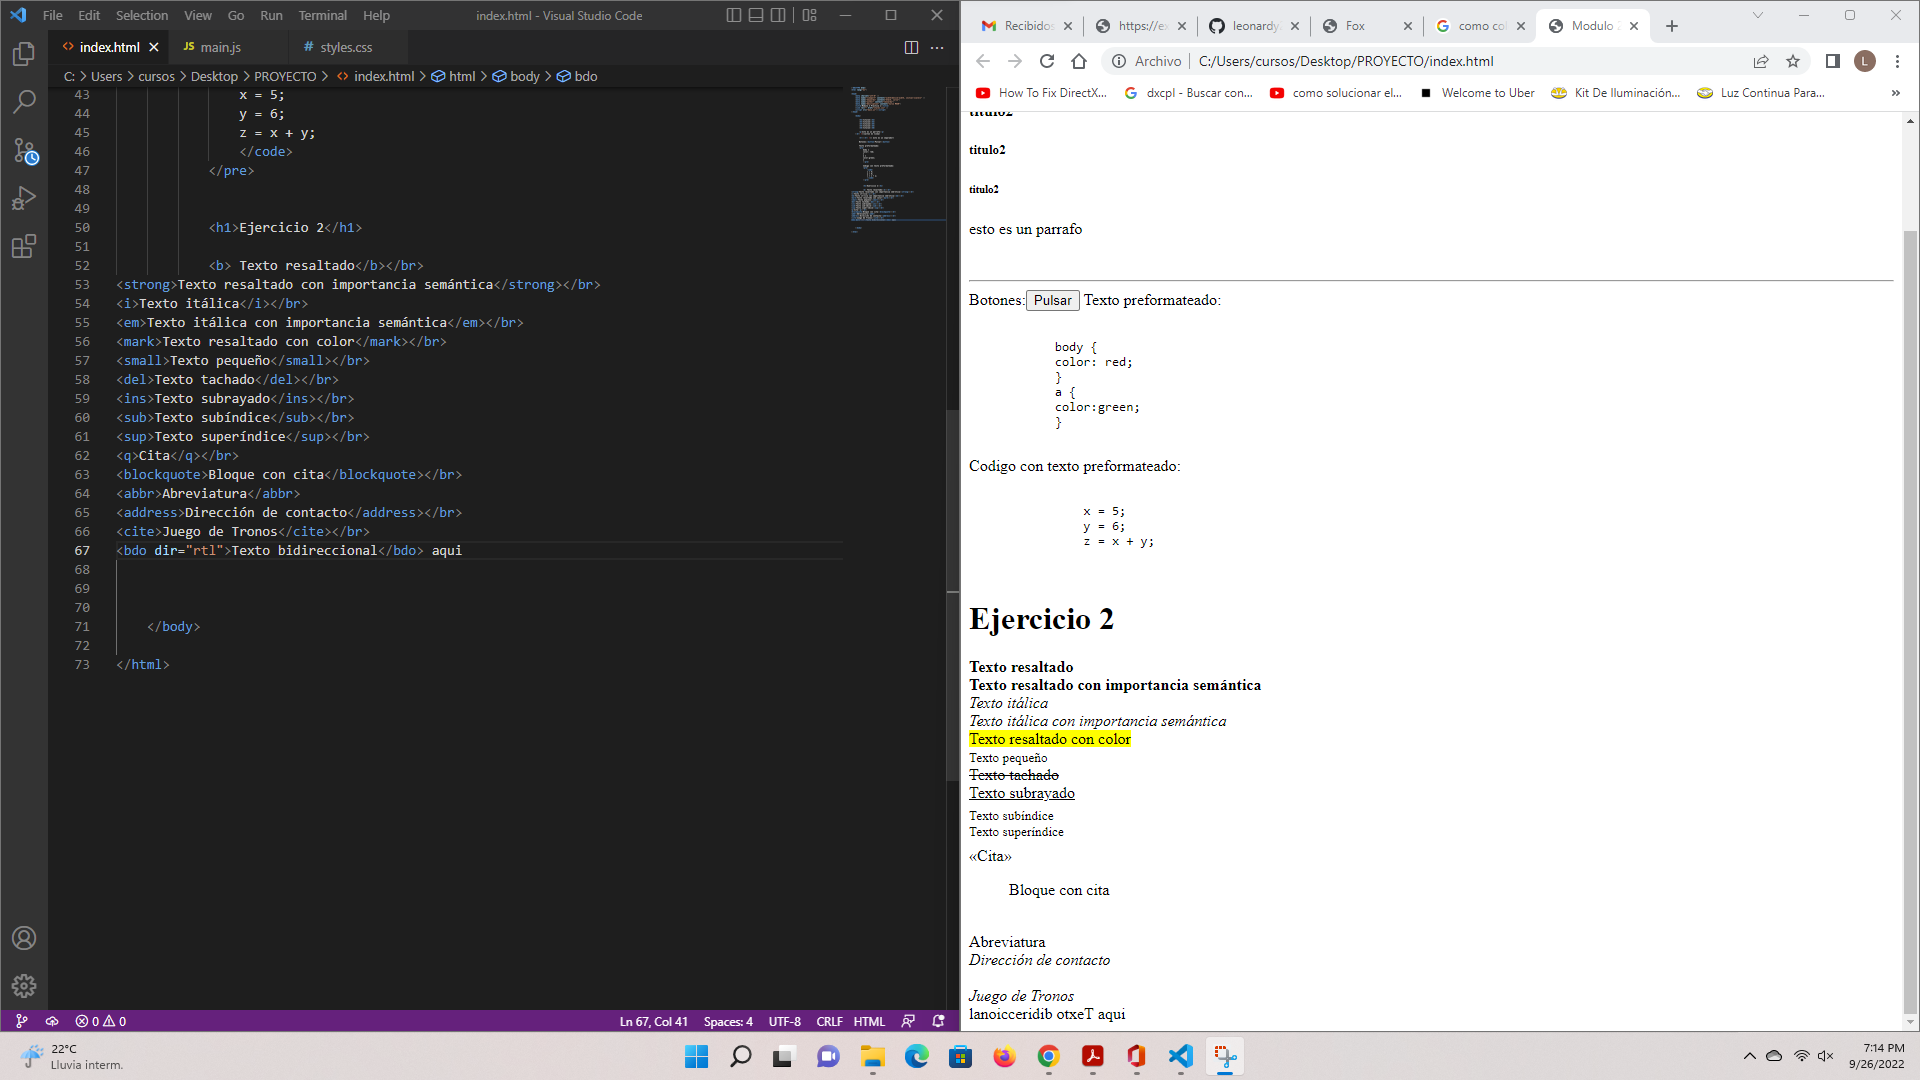 File Edit Selection View Go Run Terminal Help index.html - Visual Studio Code
index.html JS main.js # styles.css
C: > Users > cursos > Desktop > PROYECTO > index.html > html > body > bdo
43 x = 5;
44 y = 6;
45 z = x + y;
46 </code>
47 </pre>
48
49
50 <h1>Ejercicio 2</h1>
51
52 <b> Texto resaltado</b></br>
53 <strong>Texto resaltado con importancia semántica</strong></br>
54 <i>Texto itálica</i></br>
55 <em>Texto itálica con importancia semántica</em></br>
56 <mark>Texto resaltado con color</mark></br>
57 <small>Texto pequeño</small></br>
58 <del>Texto tachado</del></br>
59 <ins>Texto subrayado</ins></br>
60 <sub>Texto subíndice</sub></br>
61 <sup>Texto superíndice</sup></br>
62 <q>Cita</q></br>
63 <blockquote>Bloque con cita</blockquote></br>
64 <abbr>Abreviatura</abbr>
65 <address>Dirección de contacto</address></br>
66 <cite>Juego de Tronos</cite></br>
67 <bdo dir="rtl">Texto bidireccional</bdo> aqui
68
69
70
71 </body>
72
73 </html>
0 0 Ln 67, Col 41 Spaces: 4 UTF-8 CRLF HTML
Recibidos https://ex leonardy Fox como co Modulo
Archivo C:/Users/cursos/Desktop/PROYECTO/index.html L
How To Fix DirectX... dxcpl - Buscar con... como solucionar el... Welcome to Uber Kit De Iluminación... Luz Continua Para... »
titulo2
titulo2
titulo2
esto es un parrafo
Botones: Pulsar Texto preformateado:
body {
color: red;
}
a {
color:green;
}
Codigo con texto preformateado:
x = 5;
y = 6;
z = x + y;
Ejercicio 2
Texto resaltado
Texto resaltado con importancia semántica
Texto itálica
Texto itálica con importancia semántica
Texto resaltado con color
Texto pequeño
Texto tachado
Texto subrayado
Texto subíndice
Texto superíndice
«Cita»
Bloque con cita
Abreviatura
Dirección de contacto
Juego de Tronos
lanoicceridib otxeT aqui
22°C
Lluvia interm.
7:14 PM
9/26/2022